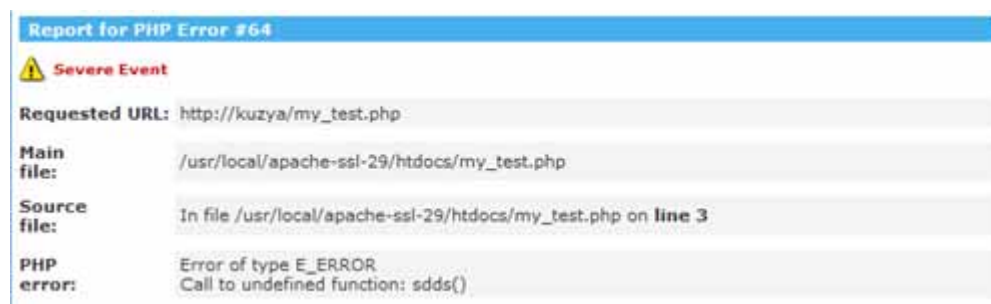 Report for PHP Error #64
Severe Event
Requested URL: http://kuzya/my_test.php
Main file: /usr/local/apache-ssl-29/htdocs/my_test.php
Source file: In file /usr/local/apache-ssl-29/htdocs/my_test.php on line 3
PHP error: Error of type E_ERROR
Call to undefined function: sdds()